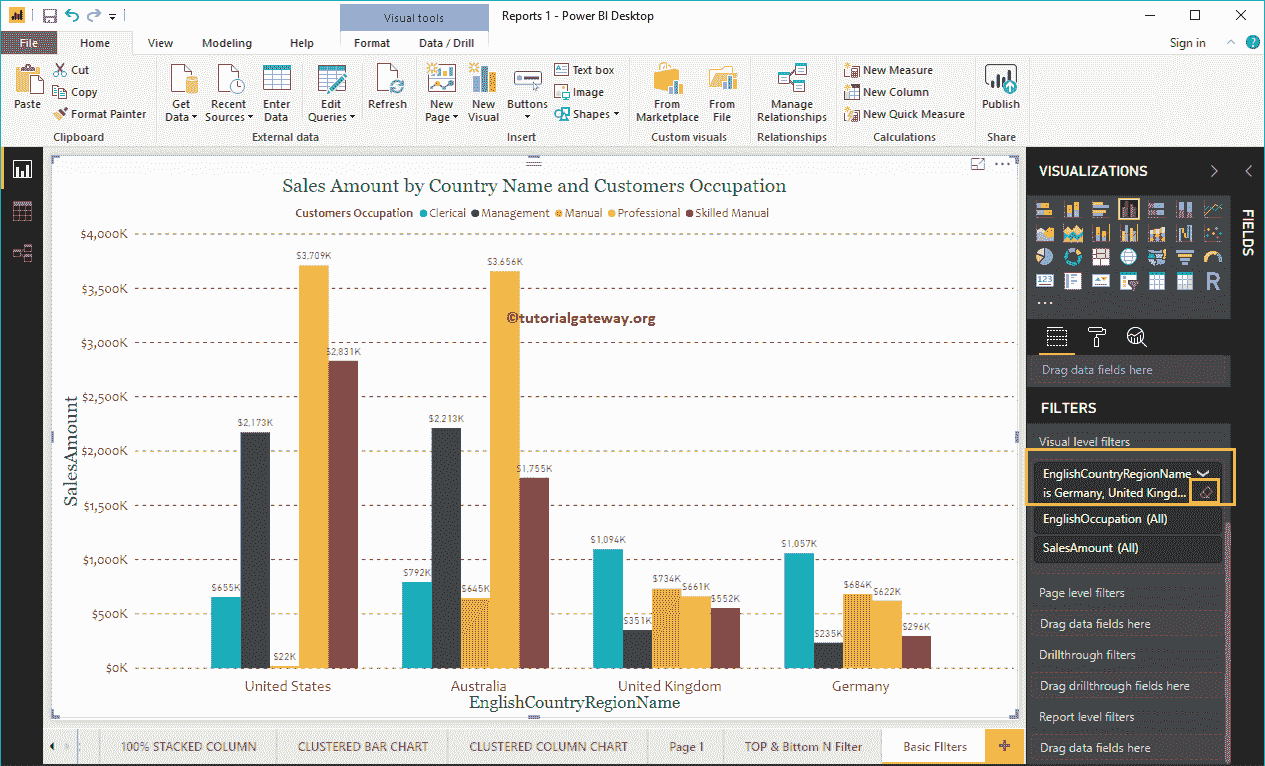 Visual tools
Reports 1 - Power BI Desktop
File Home View Modeling Help Format Data / Drill Sign in
Paste
Cut
Copy
Format Painter
Clipboard
Get Data
Recent Sources
Enter Data
Edit Queries
Refresh
External data
New Page
New Visual
Buttons
Text box
Image
Shapes
Insert
From Marketplace
From File
Custom visuals
Manage Relationships
Relationships
New Measure
New Column
New Quick Measure
Calculations
Publish
Share
Sales Amount by Country Name and Customers Occupation
Customers Occupation Clerical Management Manual Professional Skilled Manual
SalesAmount
$4,000K
$3,500K
$3,000K
$2,500K
$2,000K
$1,500K
$1,000K
$500K
$0K
$655K
$2,173K
$22K
$3,709K
$2,831K
$792K
$2,213K
$645K
$3,656K
$1,755K
$1,094K
$351K
$734K
$661K
$552K
$1,057K
$235K
$684K
$622K
$296K
©tutorialgateway.org
United States Australia United Kingdom Germany
EnglishCountryRegionName
VISUALIZATIONS
FIELDS
123
R
Drag data fields here
FILTERS
Visual level filters
EnglishCountryRegionName
is Germany, United Kingd...
EnglishOccupation (All)
SalesAmount (All)
Page level filters
Drag data fields here
Drillthrough filters
Drag drillthrough fields here
Report level filters
Drag data fields here
100% STACKED COLUMN CLUSTERED BAR CHART CLUSTERED COLUMN CHART Page 1 TOP & Bittom N Filter Basic FIlters